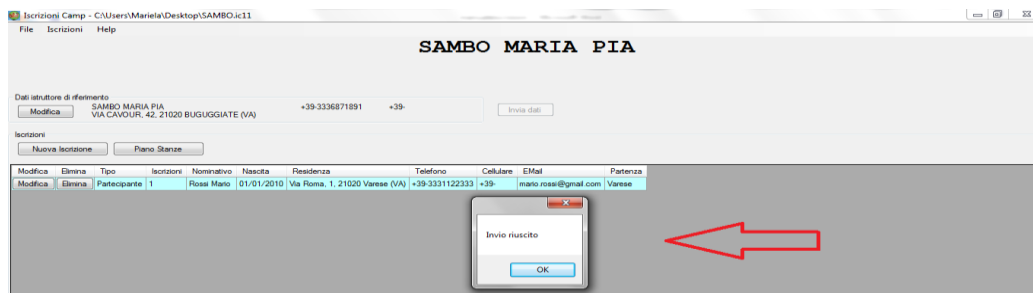 Iscrizioni Camp - C:\Users\Mariela\Desktop\SAMBO.ic11
File Iscrizioni Help
SAMBO MARIA PIA
Dati istruttore di riferimento
Modifica
SAMBO MARIA PIA +39-3336871891 +39-
VIA CAVOUR, 42, 21020 BUGUGGIATE (VA)
Invia dati
Iscrizioni
Nuova Iscrizione Piano Stanze
Modifica Elimina Tipo Iscrizioni Nominativo Nascita Residenza Telefono Cellulare EMail Partenza
Modifica Elimina Partecipante 1 Rossi Mario 01/01/2010 Via Roma, 1, 21020 Varese (VA) +39-3331122333 +39- mario.rossi@gmail.com Varese
Invio riuscito
OK